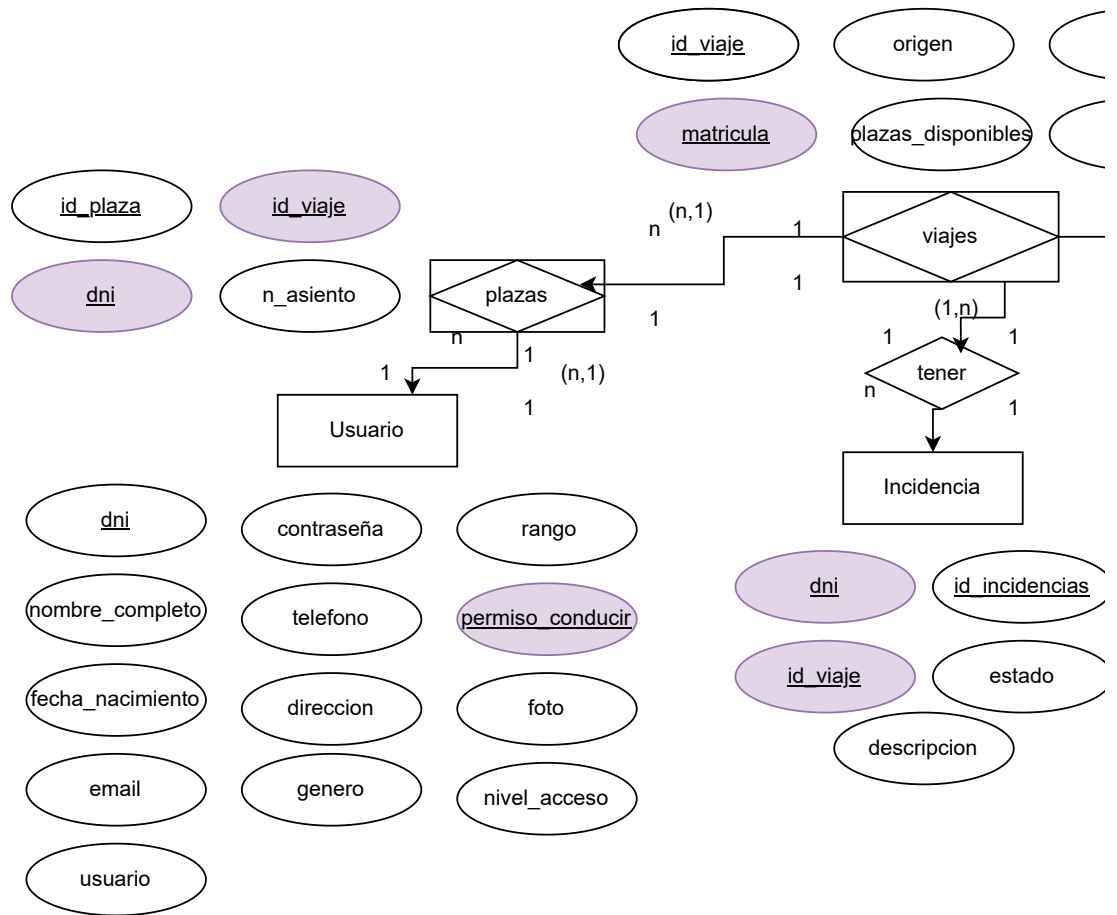 id_viaje
origen
matricula
plazas_disponibles
id_plaza
id_viaje
dni
n_asiento
n
(n,1)
1
viajes
1
plazas
1
n
1
(n,1)
1
1
Usuario
(1,n)
1
1
tener
n
1
Incidencia
dni
contraseña
rango
nombre_completo
telefono
permiso_conducir
fecha_nacimiento
direccion
foto
email
genero
nivel_acceso
usuario
dni
id_incidencias
id_viaje
estado
descripcion